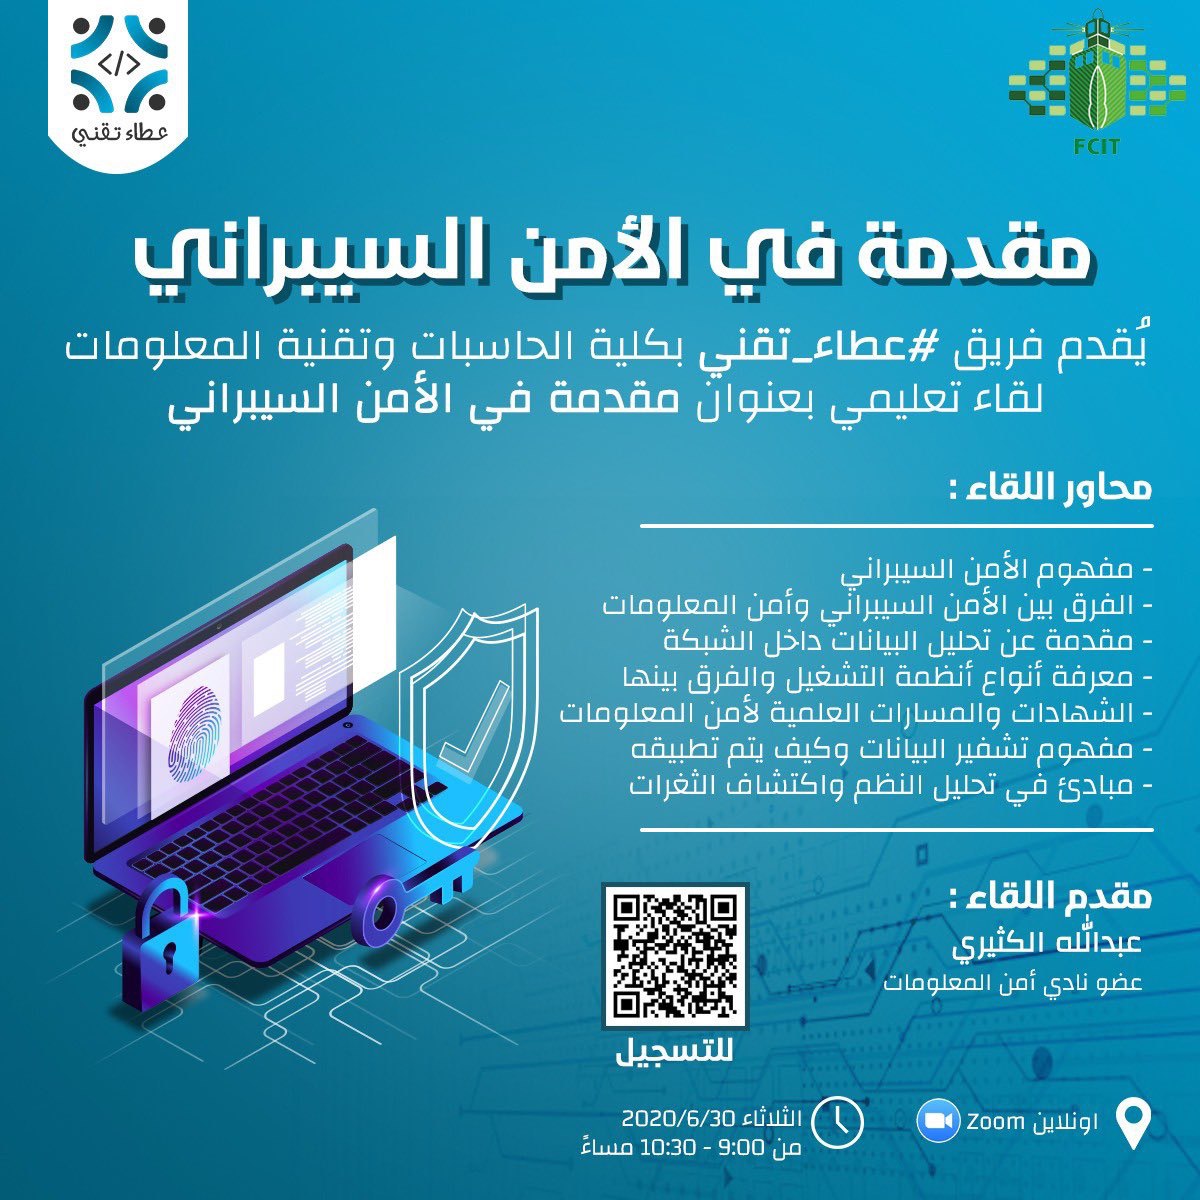 عطاء تقني
FCIT
مقدمة في الأمن السيبراني
يُقدم فريق #عطاء_تقني بكلية الحاسبات وتقنية المعلومات
لقاء تعليمي بعنوان مقدمة في الأمن السيبراني
محاور اللقاء :
- مفهوم الأمن السيبراني
- الفرق بين الأمن السيبراني وأمن المعلومات
- مقدمة عن تحليل البيانات داخل الشبكة
- معرفة أنواع أنظمة التشغيل والفرق بينها
- الشهادات والمسارات العلمية لأمن المعلومات
- مفهوم تشفير البيانات وكيف يتم تطبيقه
- مبادئ في تحليل النظم واكتشاف الثغرات
مقدم اللقاء :
عبدالله الكثيري
عضو نادي أمن المعلومات
للتسجيل
اونلاين Zoom
الثلاثاء 2020/6/30
من 9:00 - 10:30 مساءً